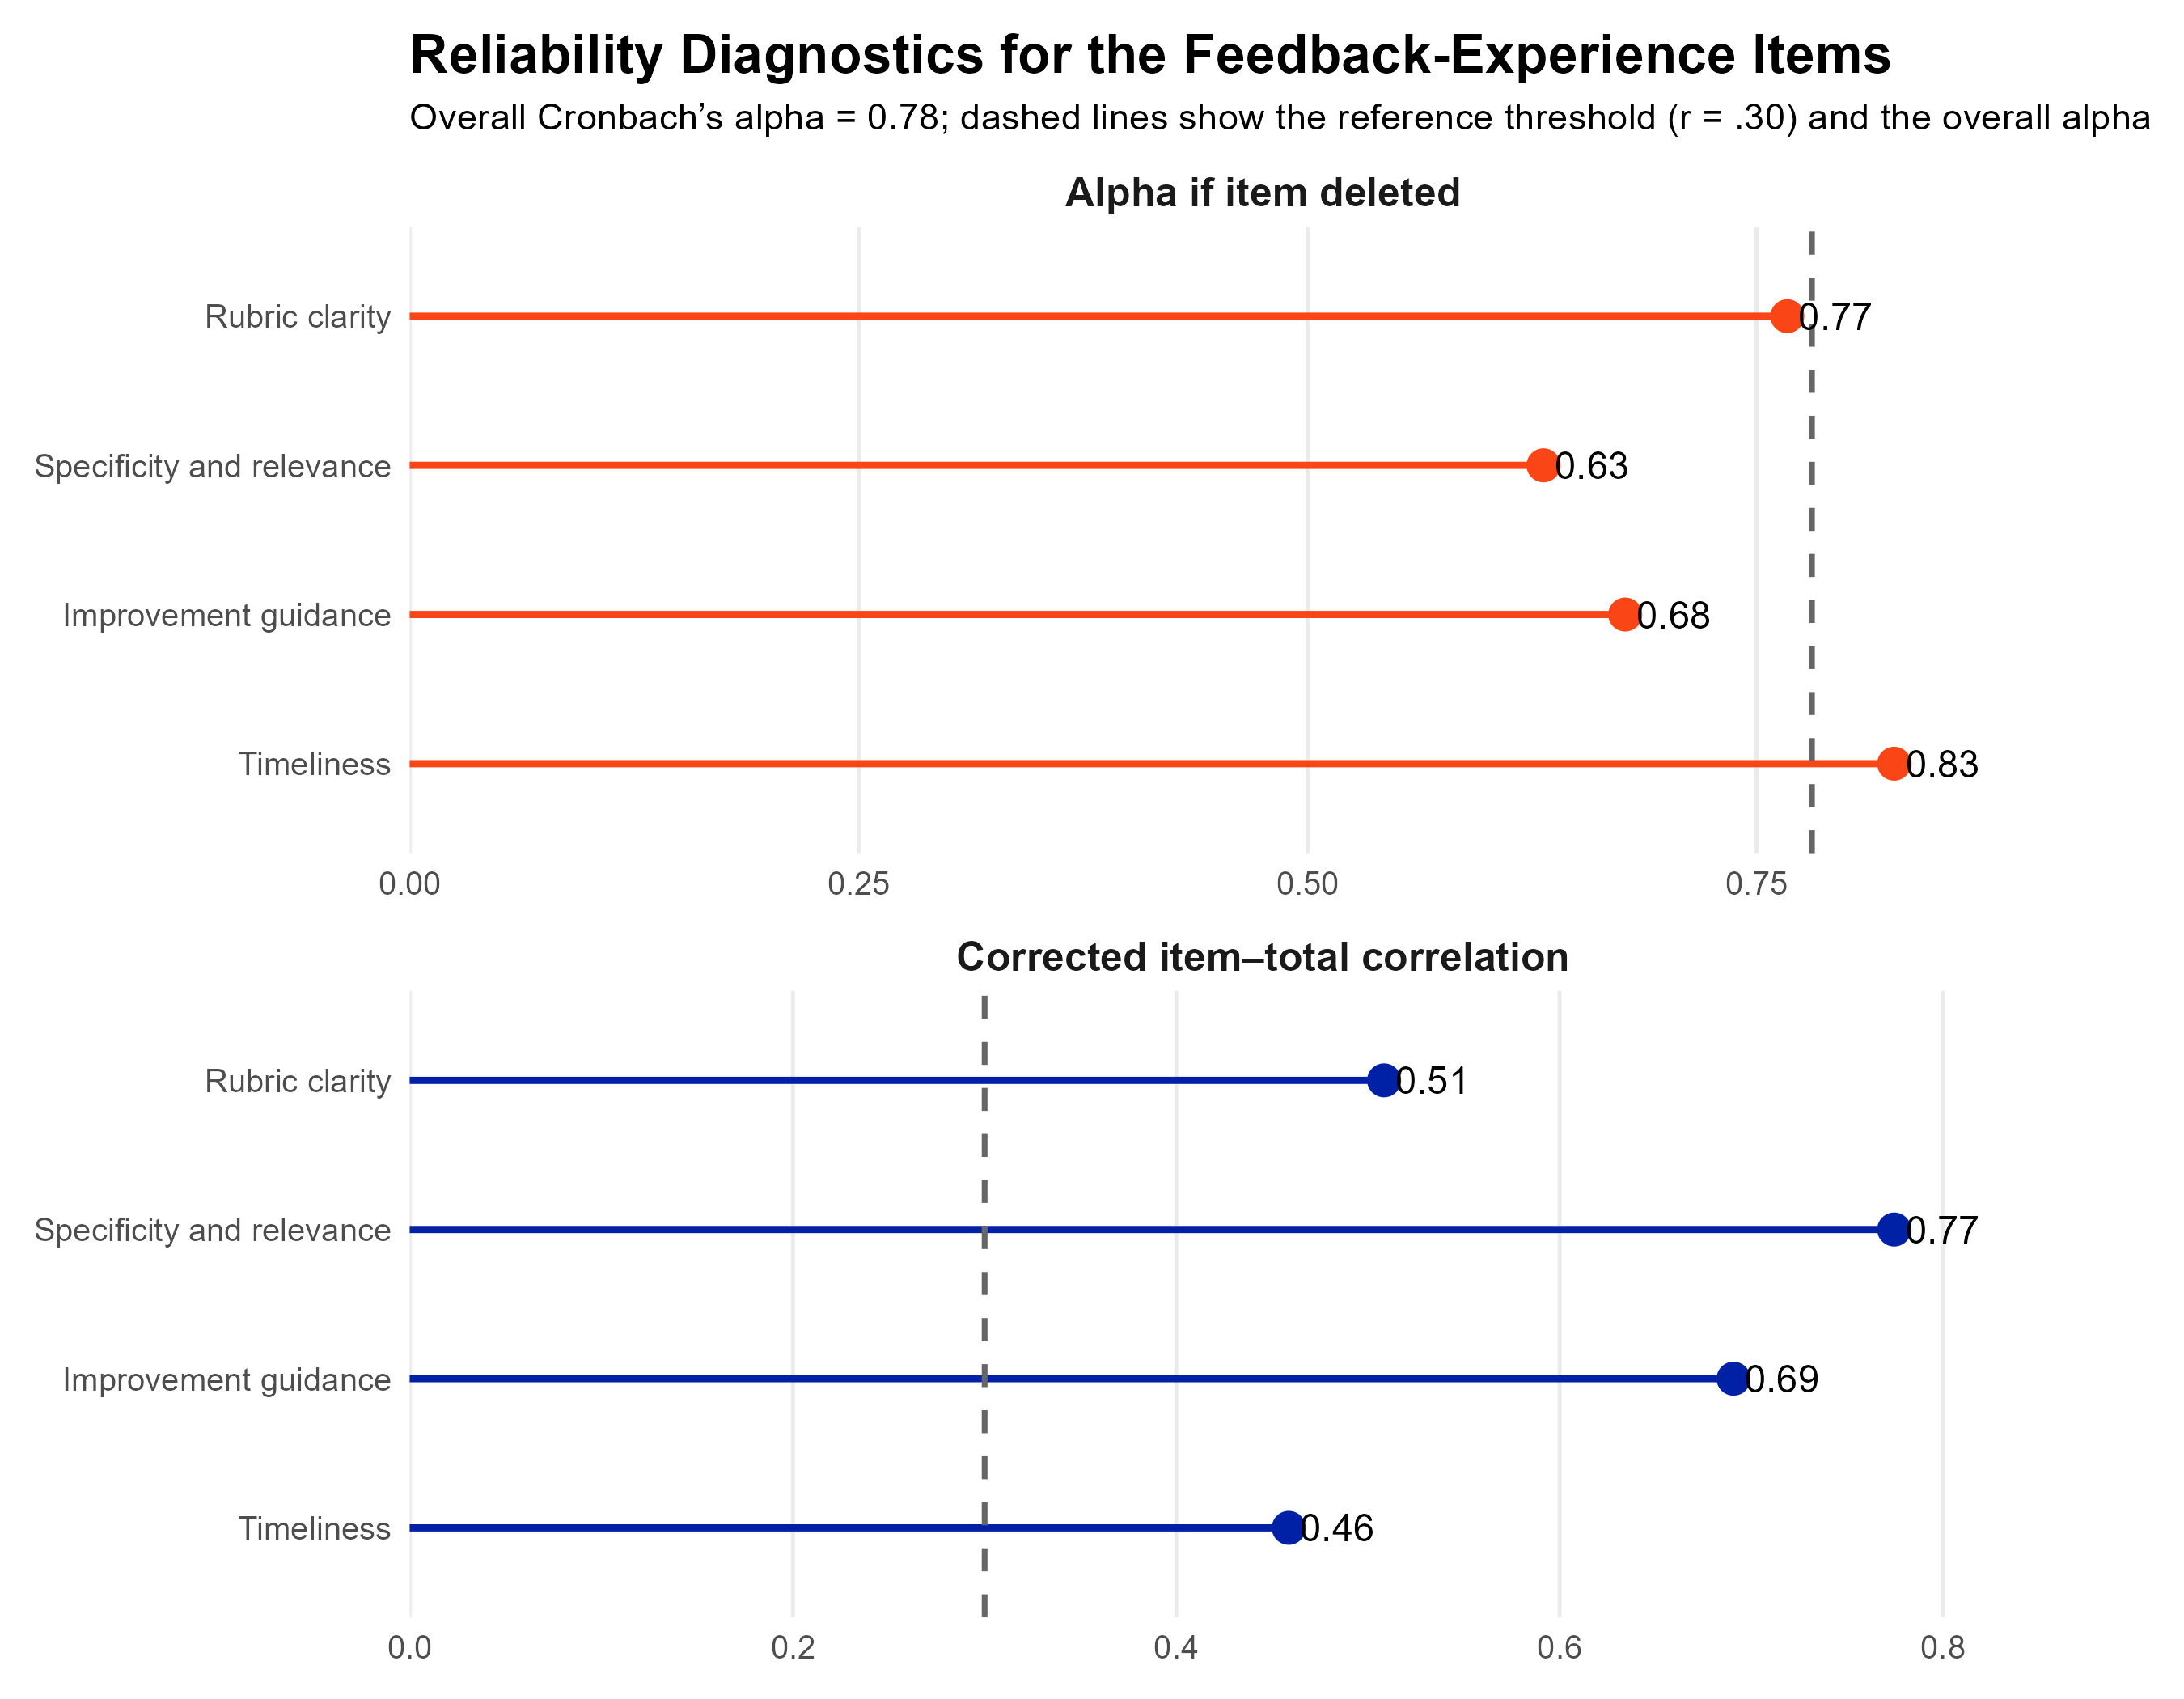 Reliability Diagnostics for the Feedback-Experience Items
Overall Cronbach’s alpha = 0.78; dashed lines show the reference threshold (r = .30) and the overall alpha
Alpha if item deleted
Rubric clarity
0.77
Specificity and relevance
0.63
Improvement guidance
0.68
Timeliness
0.83
0.00 0.25 0.50 0.75
Corrected item–total correlation
Rubric clarity
0.51
Specificity and relevance
0.77
Improvement guidance
0.69
Timeliness
0.46
0.0 0.2 0.4 0.6 0.8